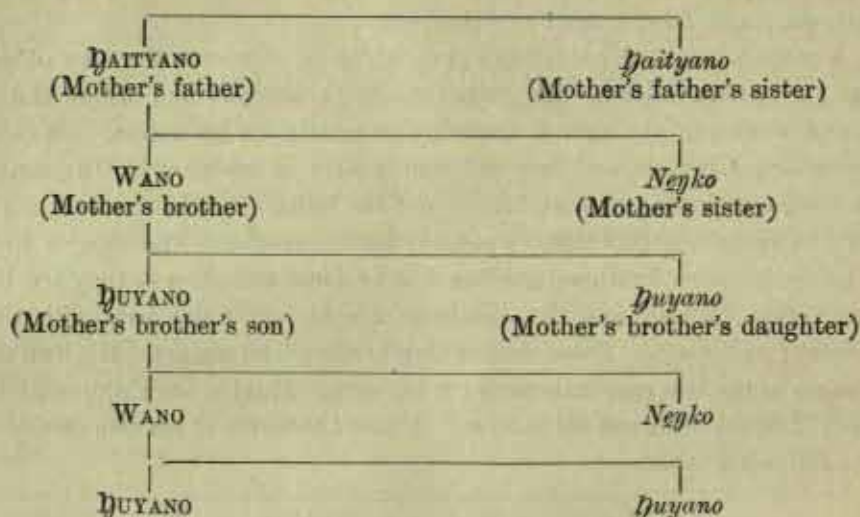 ŊAITYANO Ŋaityano
(Mother's father) (Mother's father's sister)
WANO Neŋko
(Mother's brother) (Mother's sister)
ŊUYANO Ŋuyano
(Mother's brother's son) (Mother's brother's daughter)
WANO Neŋko
ŊUYANO Ŋuyano